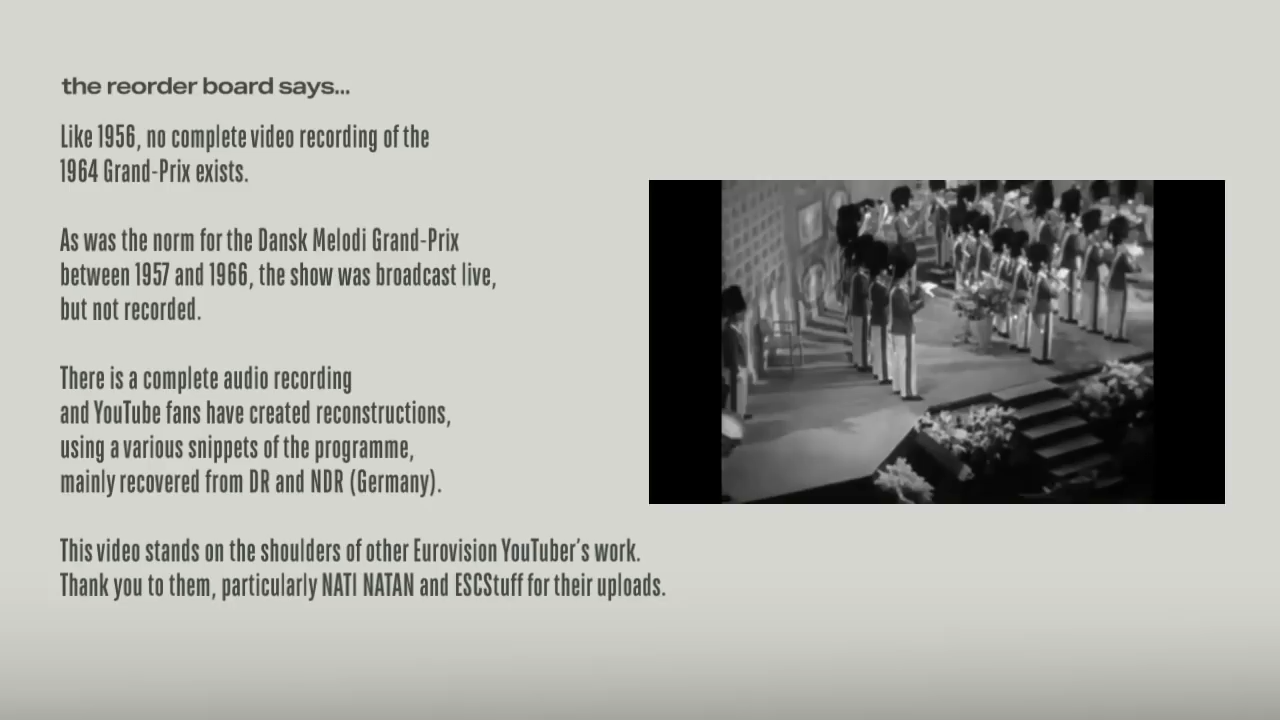 the reorder board says...
Like 1956, no complete video recording of the
1964 Grand-Prix exists.
As was the norm for the Dansk Melodi Grand-Prix
between 1957 and 1966, the show was broadcast live,
but not recorded.
There is a complete audio recording
and YouTube fans have created reconstructions,
using a various snippets of the programme,
mainly recovered from DR and NDR (Germany).
This video stands on the shoulders of other Eurovision YouTuber's work.
Thank you to them, particularly NATI NATAN and ESCStuff for their uploads.